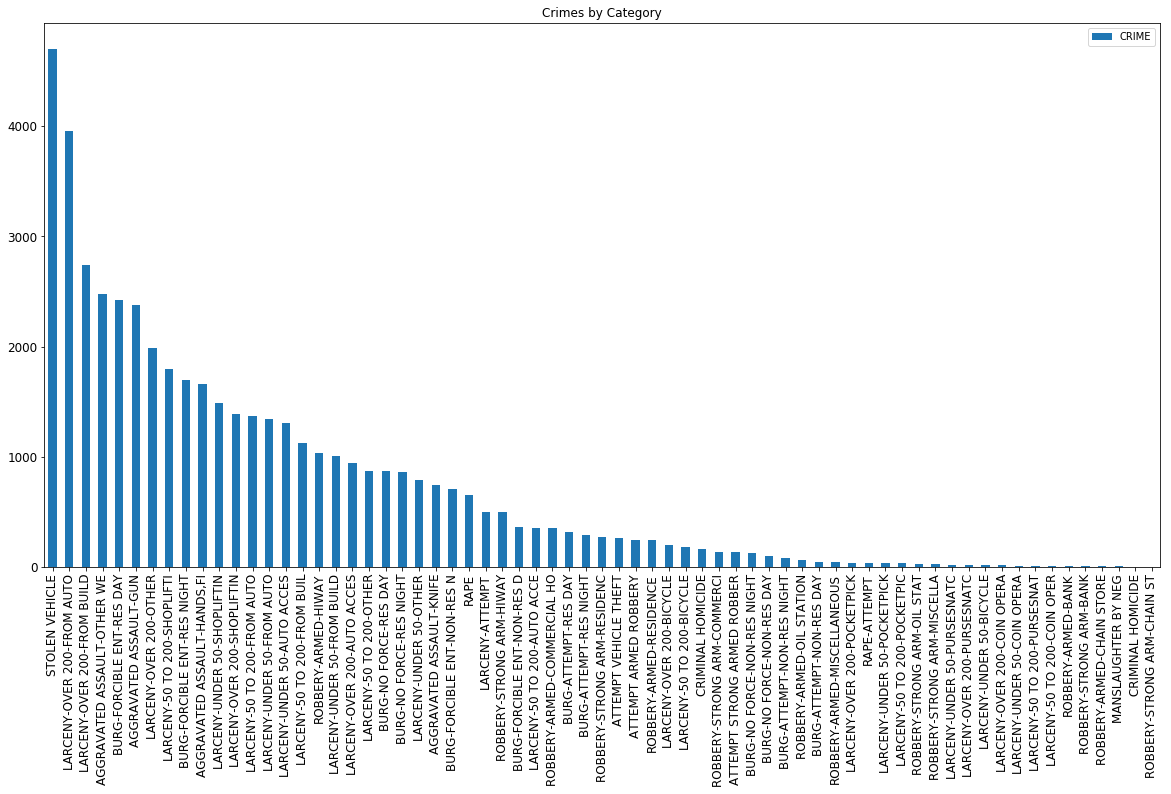 Crimes by Category
CRIME
4000
3000
2000
1000
0
STOLEN VEHICLE
LARCENY-OVER 200-FROM AUTO
LARCENY-OVER 200-FROM BUILD
AGGRAVATED ASSAULT-OTHER WE
BURG-FORCIBLE ENT-RES DAY
AGGRAVATED ASSAULT-GUN
LARCENY-OVER 200-OTHER
LARCENY-50 TO 200-SHOPLIFTI
BURG-FORCIBLE ENT-RES NIGHT
AGGRAVATED ASSAULT-HANDS,FI
LARCENY-UNDER 50-SHOPLIFTIN
LARCENY-OVER 200-SHOPLIFTIN
LARCENY-50 TO 200-FROM AUTO
LARCENY-UNDER 50-FROM AUTO
LARCENY-UNDER 50-AUTO ACCES
LARCENY-50 TO 200-FROM BUIL
ROBBERY-ARMED-HIWAY
LARCENY-UNDER 50-FROM BUILD
LARCENY-OVER 200-AUTO ACCES
LARCENY-50 TO 200-OTHER
BURG-NO FORCE-RES DAY
BURG-NO FORCE-RES NIGHT
LARCENY-UNDER 50-OTHER
AGGRAVATED ASSAULT-KNIFE
BURG-FORCIBLE ENT-NON-RES N
RAPE
LARCENY-ATTEMPT
ROBBERY-STRONG ARM-HIWAY
BURG-FORCIBLE ENT-NON-RES D
LARCENY-50 TO 200-AUTO ACCE
ROBBERY-ARMED-COMMERCIAL HO
BURG-ATTEMPT-RES DAY
BURG-ATTEMPT-RES NIGHT
ROBBERY-STRONG ARM-RESIDENC
ATTEMPT VEHICLE THEFT
ATTEMPT ARMED ROBBERY
ROBBERY-ARMED-RESIDENCE
LARCENY-OVER 200-BICYCLE
LARCENY-50 TO 200-BICYCLE
CRIMINAL HOMICIDE
ROBBERY-STRONG ARM-COMMERCI
ATTEMPT STRONG ARMED ROBBER
BURG-NO FORCE-NON-RES NIGHT
BURG-NO FORCE-NON-RES DAY
BURG-ATTEMPT-NON-RES NIGHT
ROBBERY-ARMED-OIL STATION
BURG-ATTEMPT-NON-RES DAY
ROBBERY-ARMED-MISCELLANEOUS
LARCENY-OVER 200-POCKETPICK
RAPE-ATTEMPT
LARCENY-UNDER 50-POCKETPICK
LARCENY-50 TO 200-POCKETPIC
ROBBERY-STRONG ARM-OIL STAT
ROBBERY-STRONG ARM-MISCELLA
LARCENY-UNDER 50-PURSESNATC
LARCENY-OVER 200-PURSESNATC
LARCENY-UNDER 50-BICYCLE
LARCENY-OVER 200-COIN OPERA
LARCENY-UNDER 50-COIN OPERA
LARCENY-50 TO 200-PURSESNAT
LARCENY-50 TO 200-COIN OPER
ROBBERY-ARMED-BANK
ROBBERY-STRONG ARM-BANK
ROBBERY-ARMED-CHAIN STORE
MANSLAUGHTER BY NEG
CRIMINAL HOMICIDE
ROBBERY-STRONG ARM-CHAIN ST